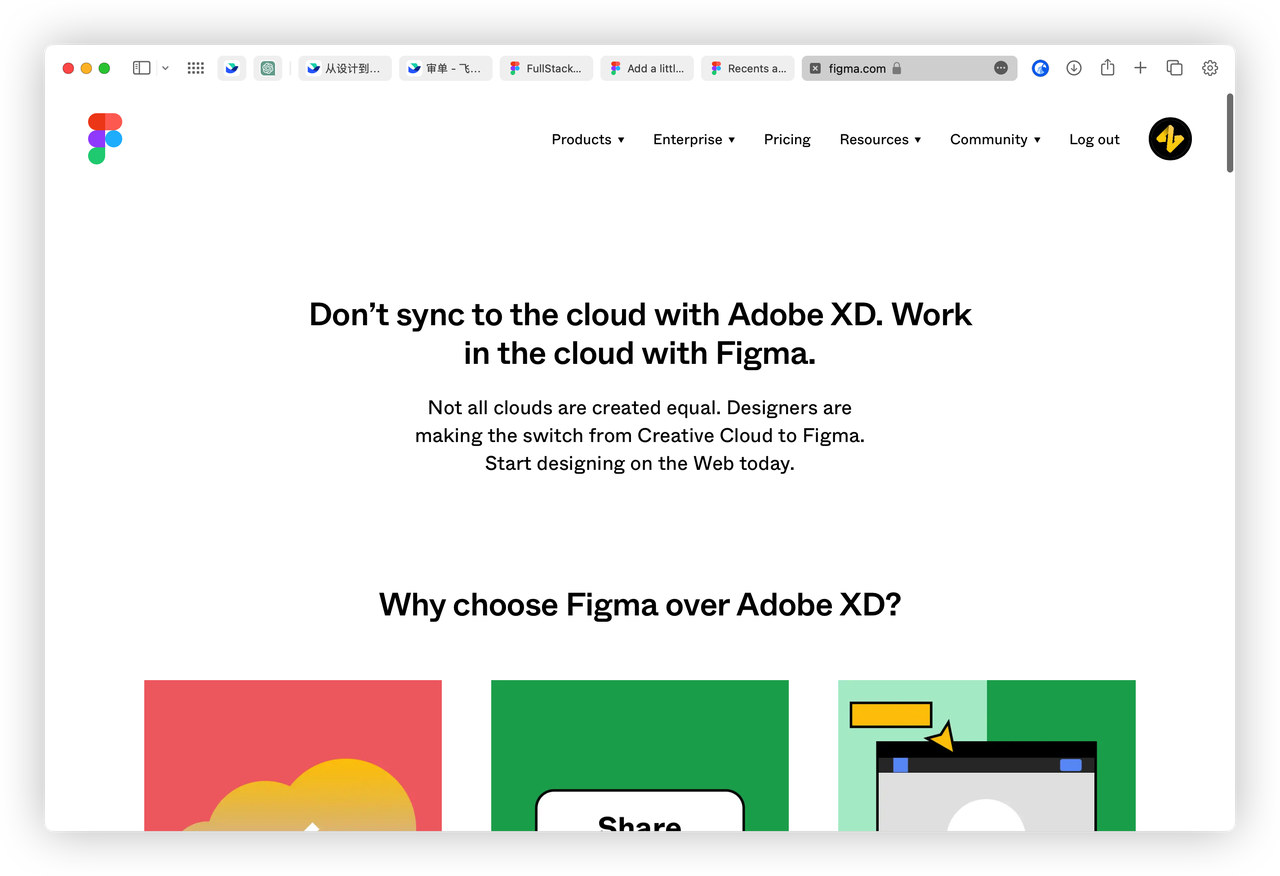 从设计到...
审单 - 飞...
FullStack...
Add a littl...
Recents a...
figma.com
Products ▾
Enterprise ▾
Pricing
Resources ▾
Community ▾
Log out
Don’t sync to the cloud with Adobe XD. Work
in the cloud with Figma.
Not all clouds are created equal. Designers are
making the switch from Creative Cloud to Figma.
Start designing on the Web today.
Why choose Figma over Adobe XD?
Share